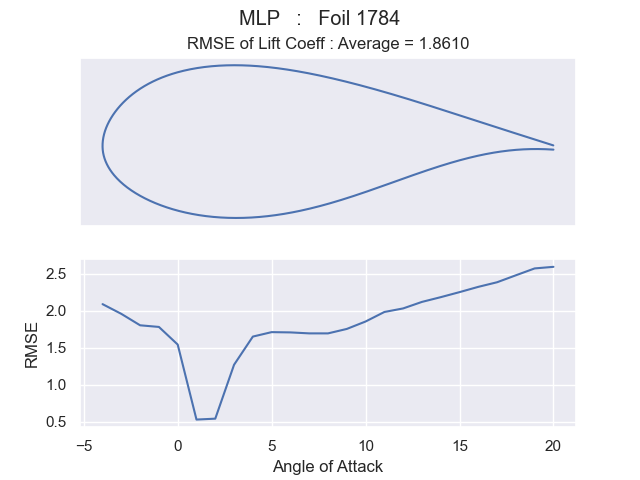 MLP   :   Foil 1784
RMSE of Lift Coeff : Average = 1.8610
2.5
2.0
1.5
1.0
0.5
RMSE
−5 0 5 10 15 20
Angle of Attack